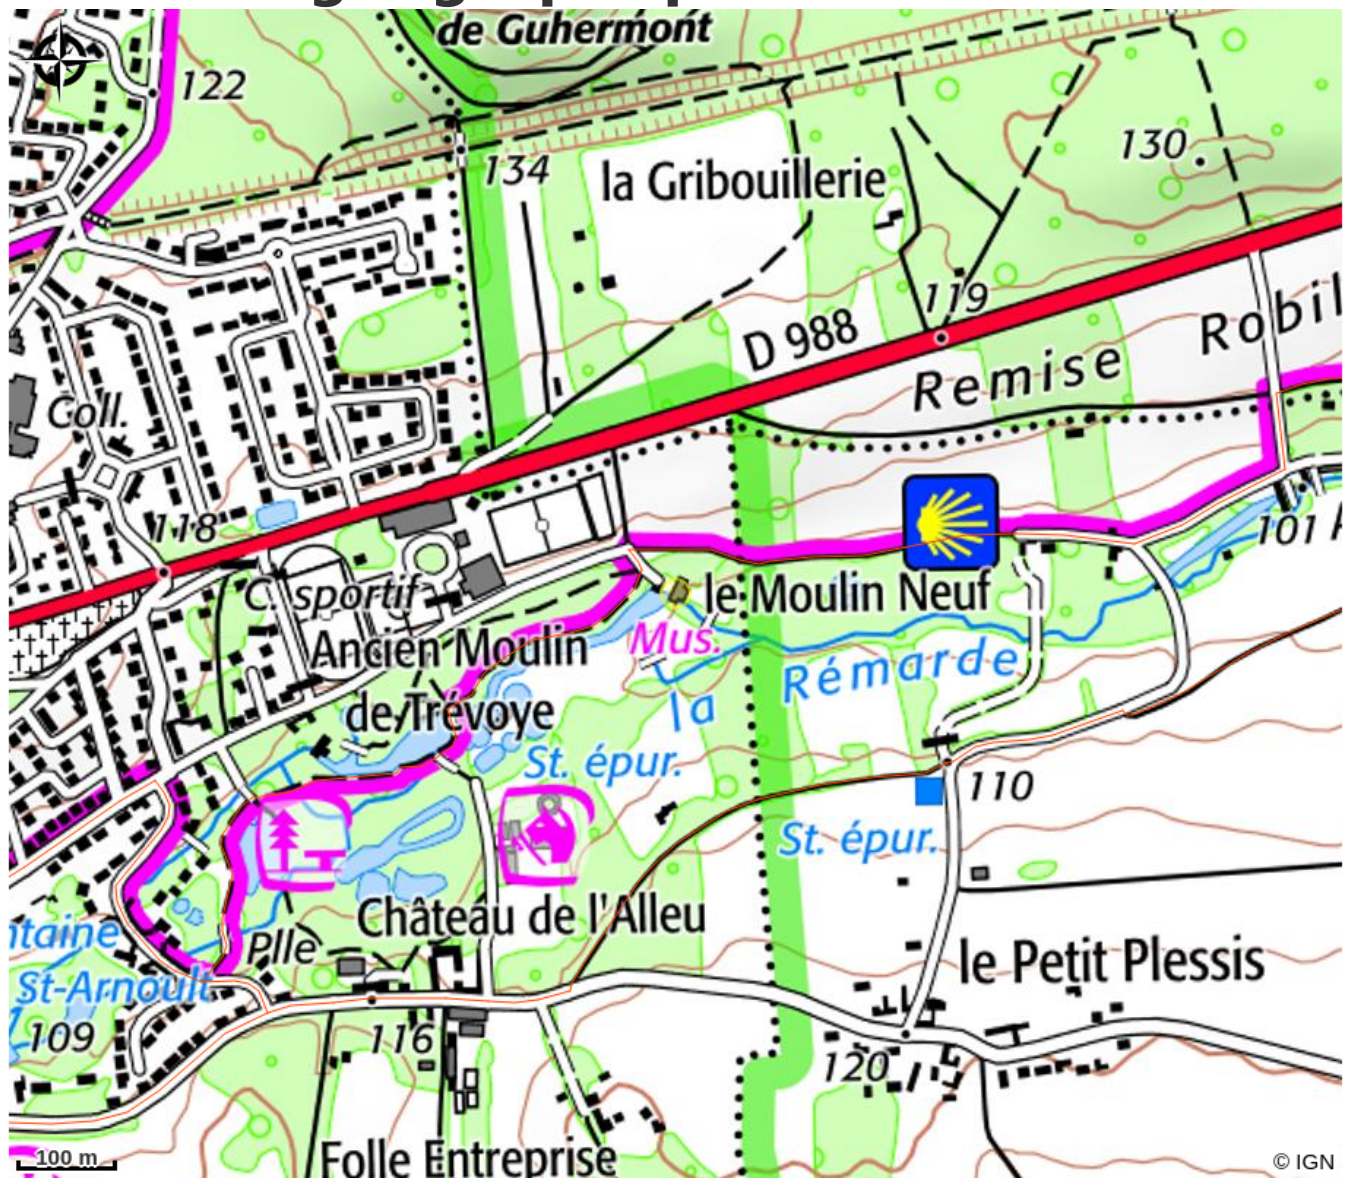 de Guhermont
122
134
130
la Gribouillerie
119
D 988
Remise
Robil
Coll.
118
101
C. sportif
le Moulin Neuf
Ancien Moulin
de Trévoye
Mus.
la
Rémarde
St. épur.
110
St. épur.
Château de l'Alleu
ntaine
St-Arnoult
Plle
le Petit Plessis
109
116
120
Folle Entreprise
100 m
© IGN